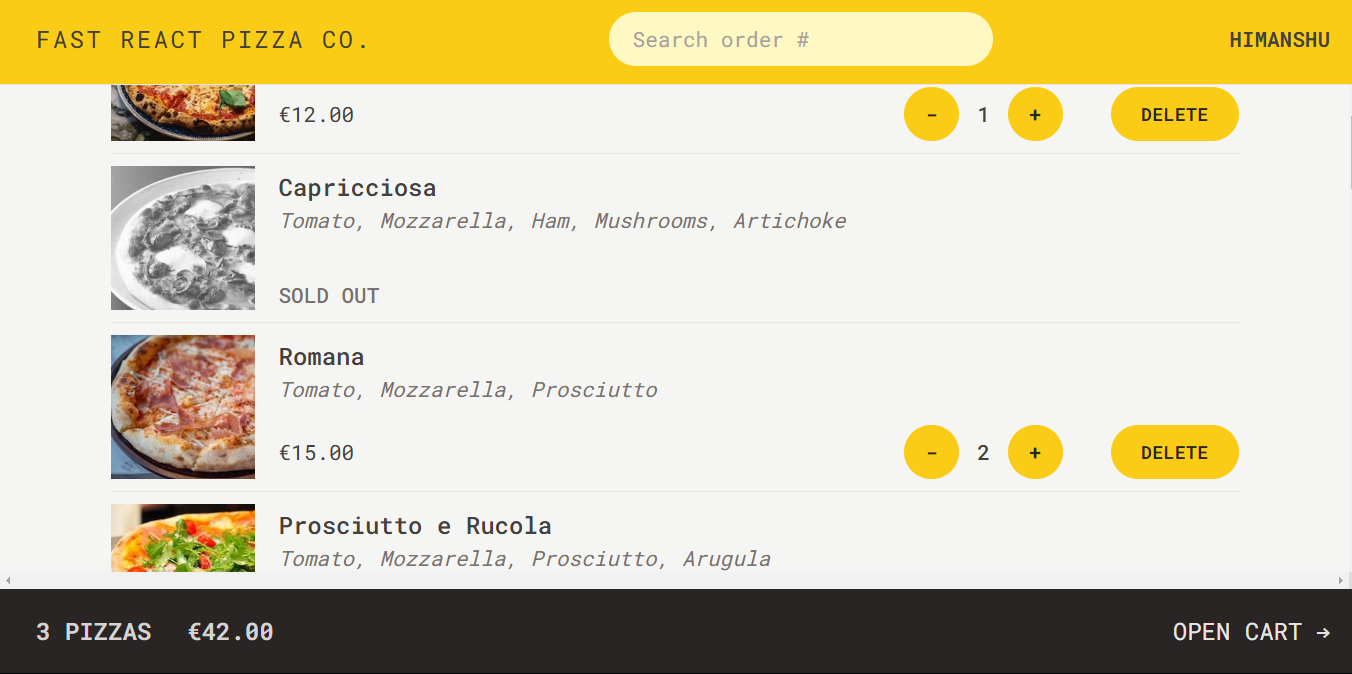 FAST REACT PIZZA CO.
Search order #
HIMANSHU
€12.00
- 1 +
DELETE
Capricciosa
Tomato, Mozzarella, Ham, Mushrooms, Artichoke
SOLD OUT
Romana
Tomato, Mozzarella, Prosciutto
€15.00
- 2 +
DELETE
Prosciutto e Rucola
Tomato, Mozzarella, Prosciutto, Arugula
3 PIZZAS €42.00
OPEN CART →